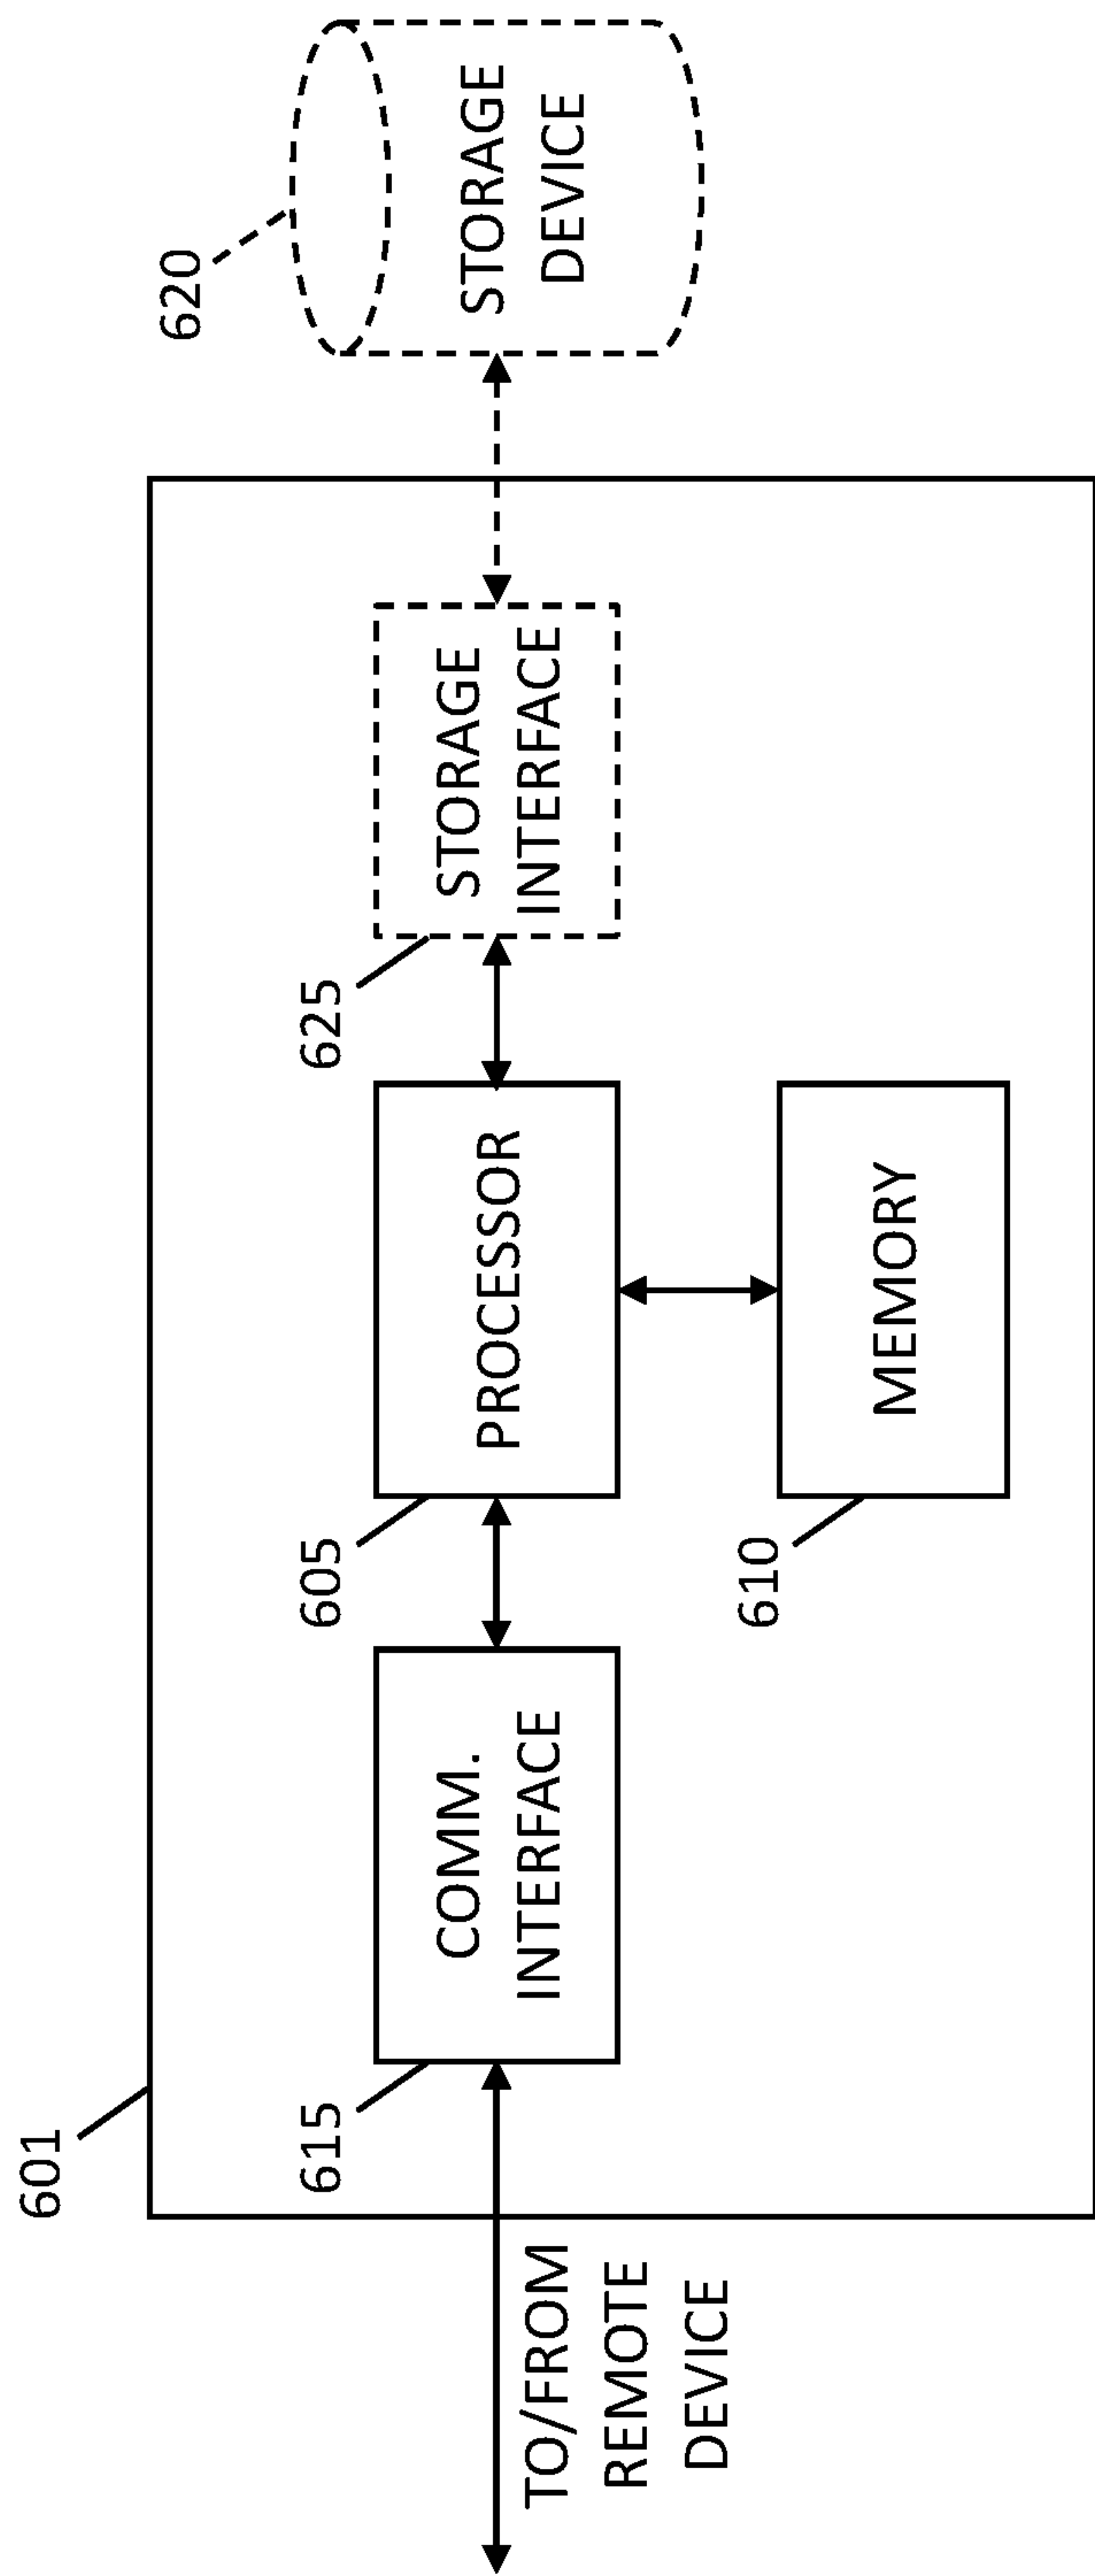 601
615
COMM.
INTERFACE
605
PROCESSOR
625
STORAGE
INTERFACE
620
STORAGE
DEVICE
610
MEMORY
TO/FROM
REMOTE
DEVICE